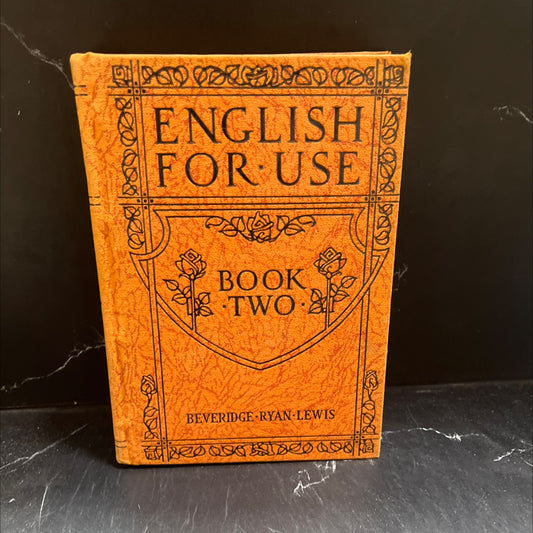 ENGLISH
FOR·USE
BOOK
·TWO·
BEVERIDGE·RYAN·LEWIS